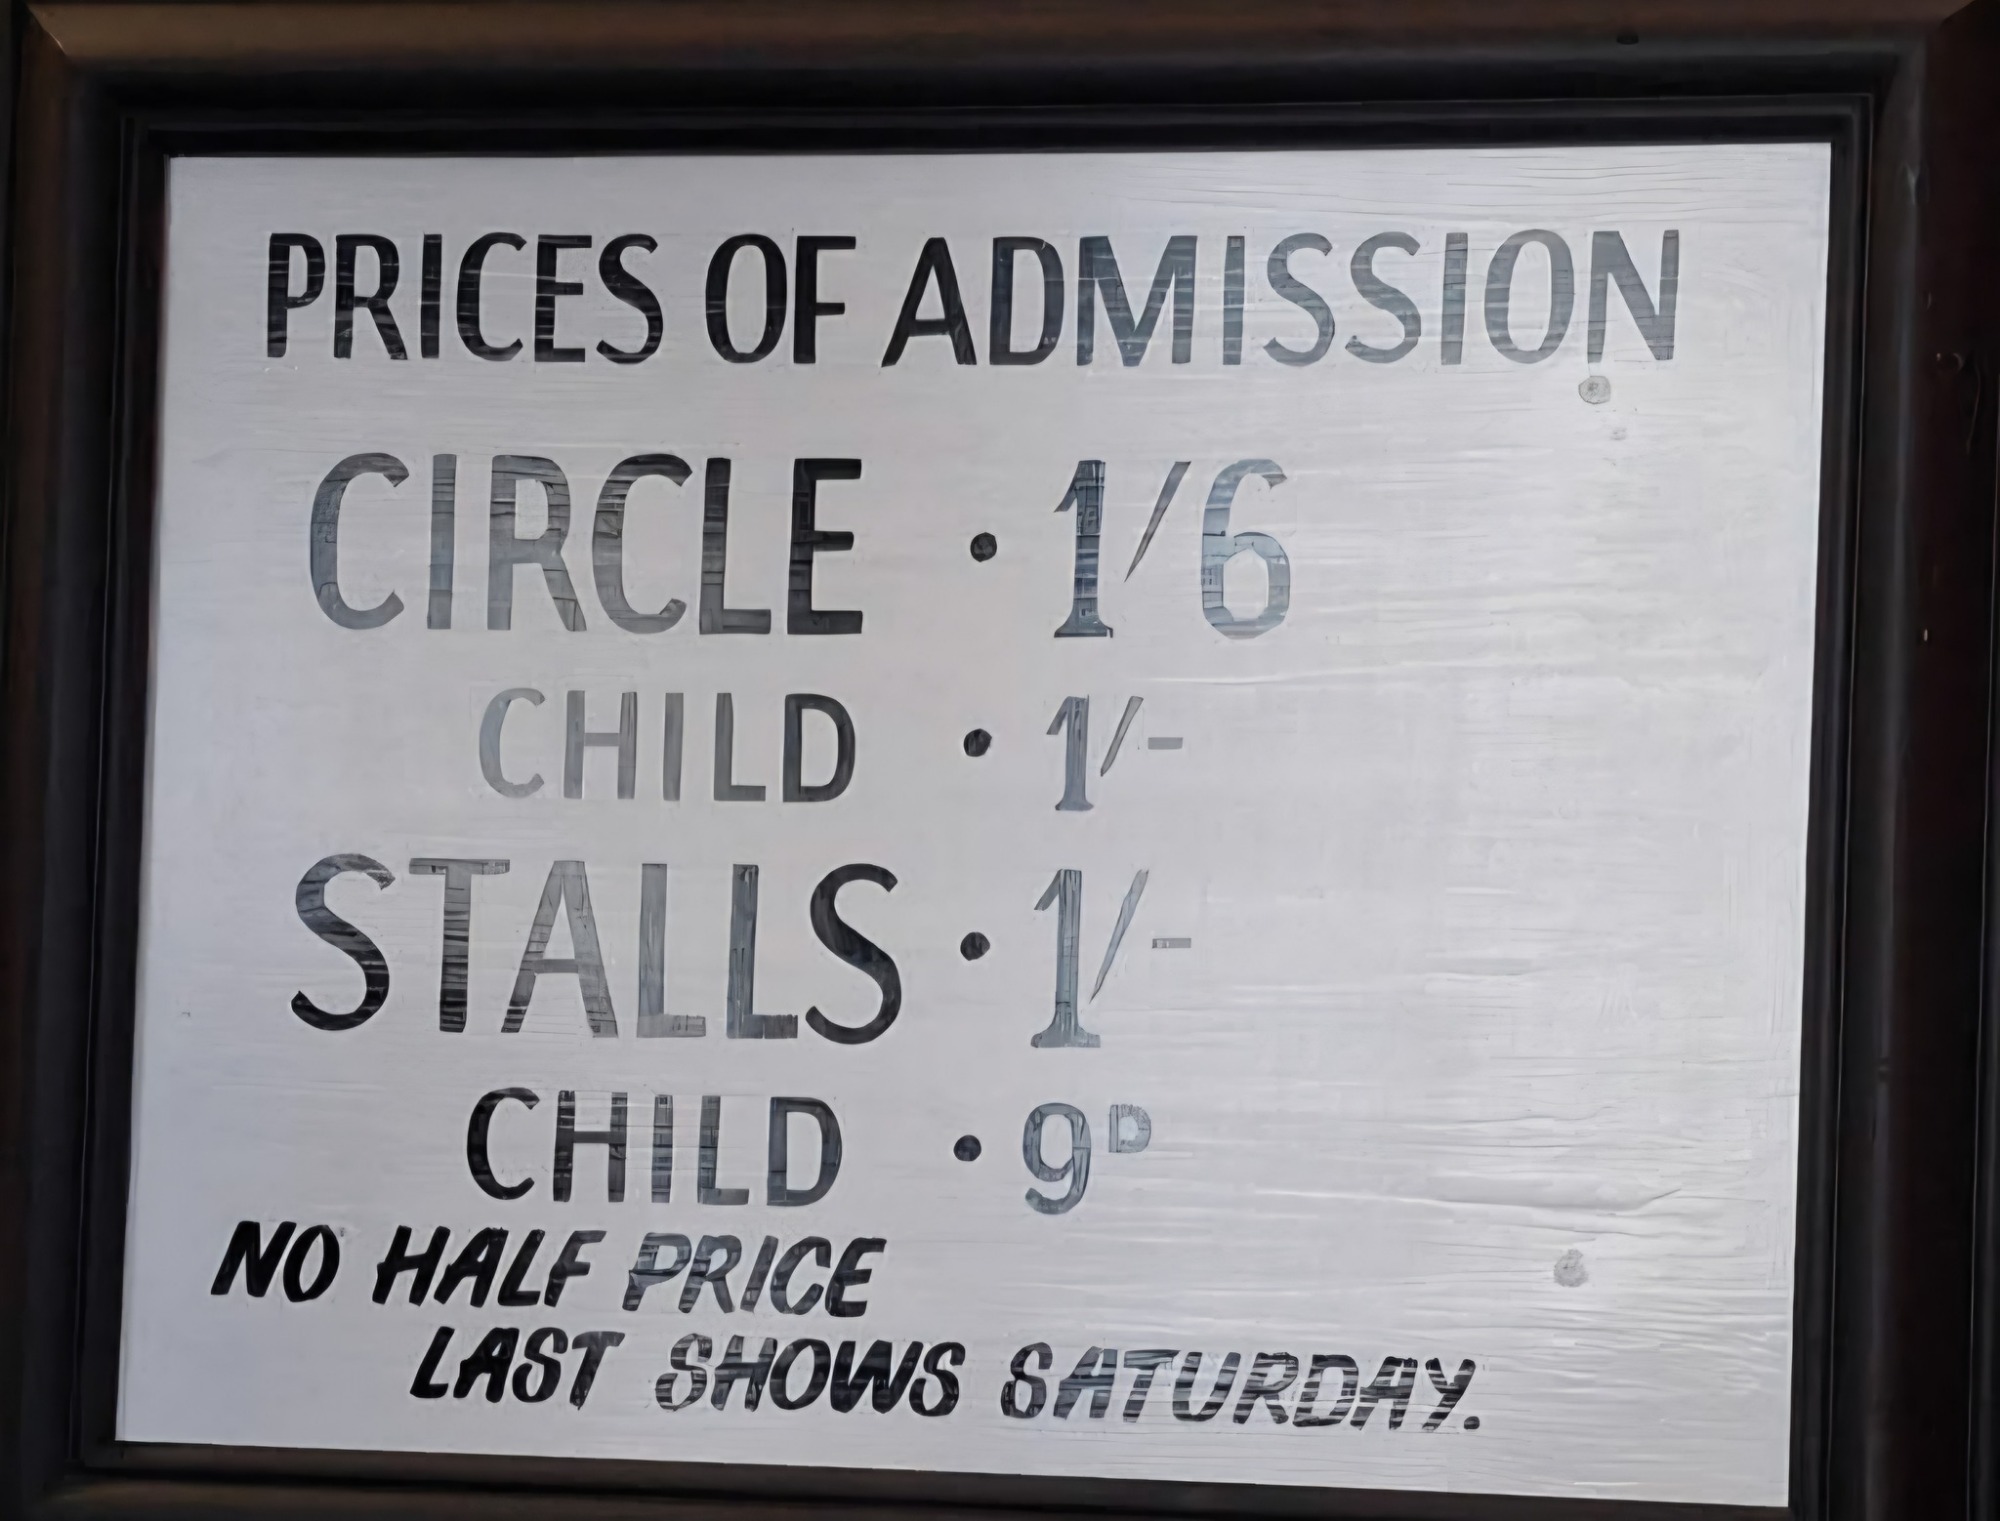 PRICES OF ADMISSION
CIRCLE • 1/6
CHILD • 1/-
STALLS • 1/-
CHILD • 9D
NO HALF PRICE
LAST SHOWS SATURDAY.